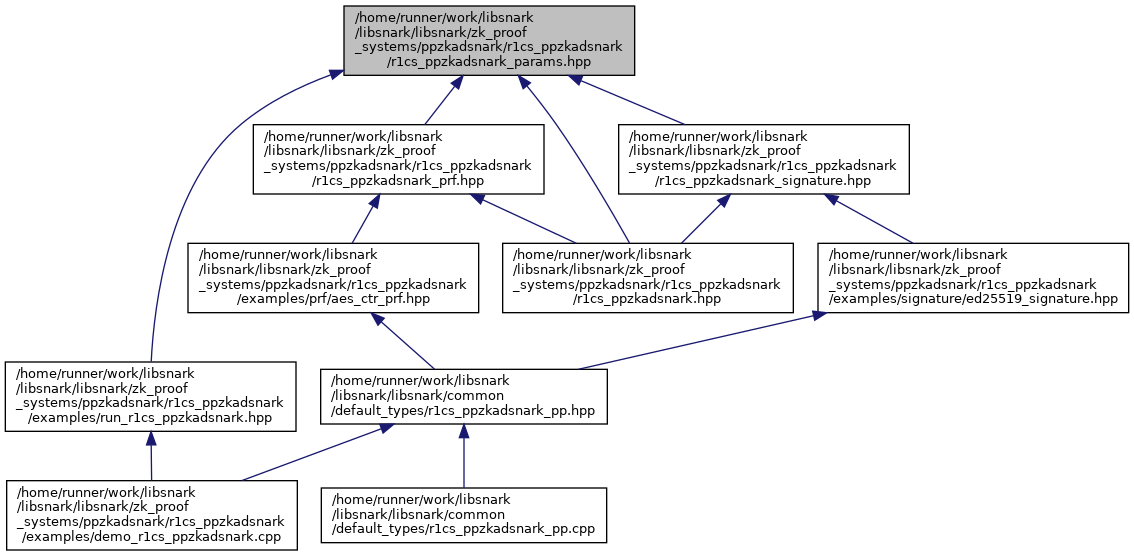 /home/runner/work/libsnark
/libsnark/libsnark/zk_proof
_systems/ppzkadsnark/r1cs_ppzkadsnark
/r1cs_ppzkadsnark_params.hpp
/home/runner/work/libsnark
/libsnark/libsnark/zk_proof
_systems/ppzkadsnark/r1cs_ppzkadsnark
/r1cs_ppzkadsnark_prf.hpp
/home/runner/work/libsnark
/libsnark/libsnark/zk_proof
_systems/ppzkadsnark/r1cs_ppzkadsnark
/r1cs_ppzkadsnark_signature.hpp
/home/runner/work/libsnark
/libsnark/libsnark/zk_proof
_systems/ppzkadsnark/r1cs_ppzkadsnark
/examples/prf/aes_ctr_prf.hpp
/home/runner/work/libsnark
/libsnark/libsnark/zk_proof
_systems/ppzkadsnark/r1cs_ppzkadsnark
/r1cs_ppzkadsnark.hpp
/home/runner/work/libsnark
/libsnark/libsnark/zk_proof
_systems/ppzkadsnark/r1cs_ppzkadsnark
/examples/signature/ed25519_signature.hpp
/home/runner/work/libsnark
/libsnark/libsnark/zk_proof
_systems/ppzkadsnark/r1cs_ppzkadsnark
/examples/run_r1cs_ppzkadsnark.hpp
/home/runner/work/libsnark
/libsnark/libsnark/common
/default_types/r1cs_ppzkadsnark_pp.hpp
/home/runner/work/libsnark
/libsnark/libsnark/zk_proof
_systems/ppzkadsnark/r1cs_ppzkadsnark
/examples/demo_r1cs_ppzkadsnark.cpp
/home/runner/work/libsnark
/libsnark/libsnark/common
/default_types/r1cs_ppzkadsnark_pp.cpp